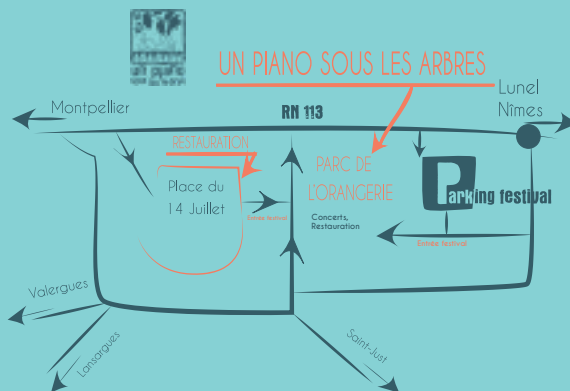 UN PIANO SOUS LES ARBRES
Montpellier
Lunel
Nîmes
RN 113
RESTAURATION
PARC DE
L'ORANGERIE
Place du
14 Juillet
Parking festival
Entrée festival
Concerts,
Restauration
Entrée festival
Valergues
Lansargues
Saint-Just